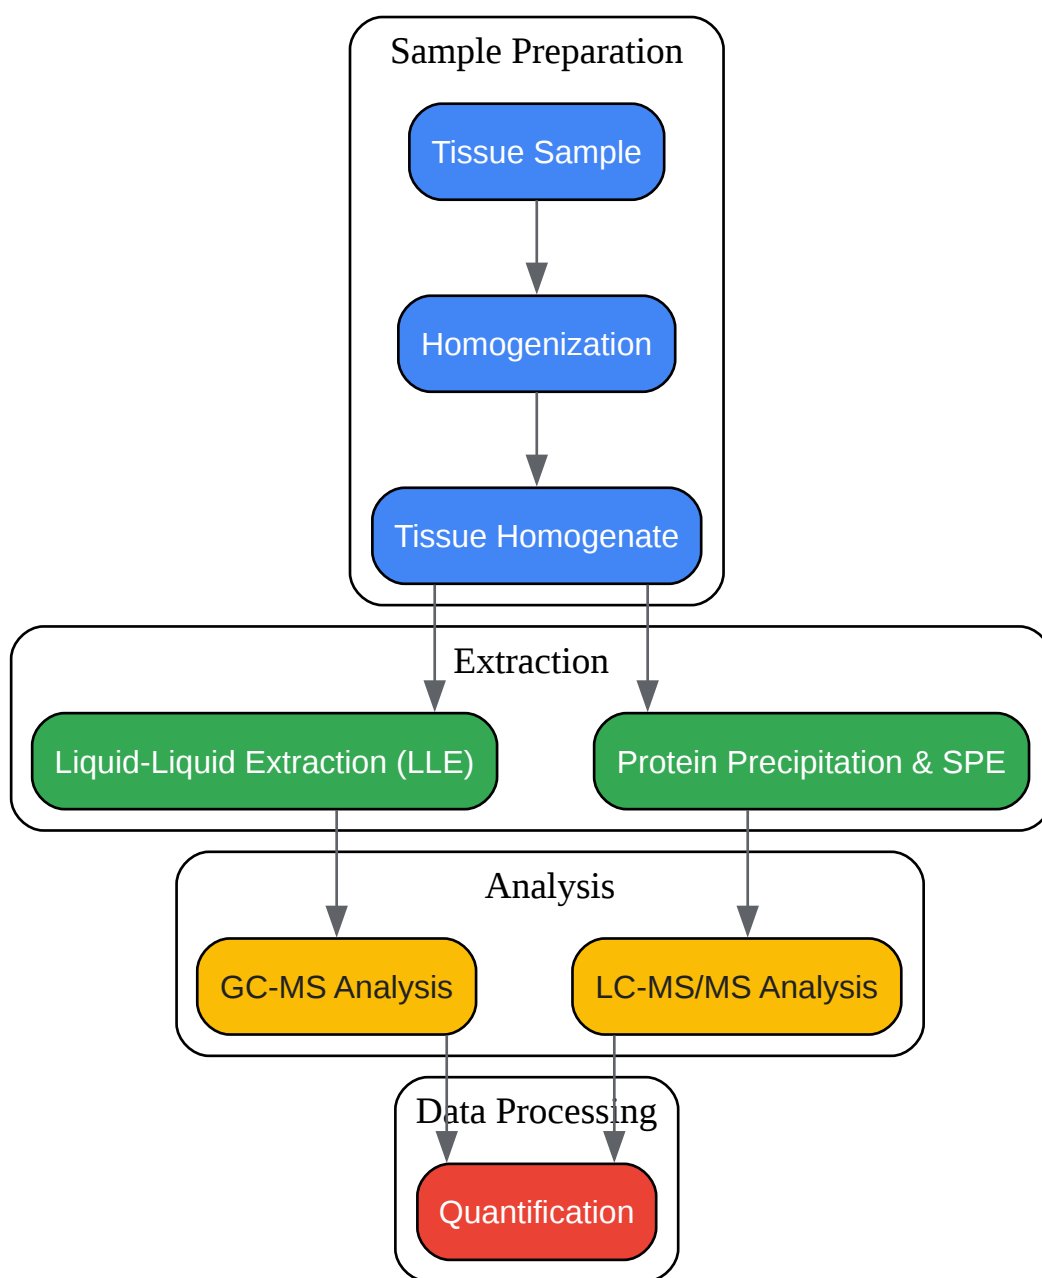 Sample Preparation
Tissue Sample
Homogenization
Tissue Homogenate
Extraction
Liquid-Liquid Extraction (LLE)
Protein Precipitation & SPE
Analysis
GC-MS Analysis
LC-MS/MS Analysis
Data Processing
Quantification